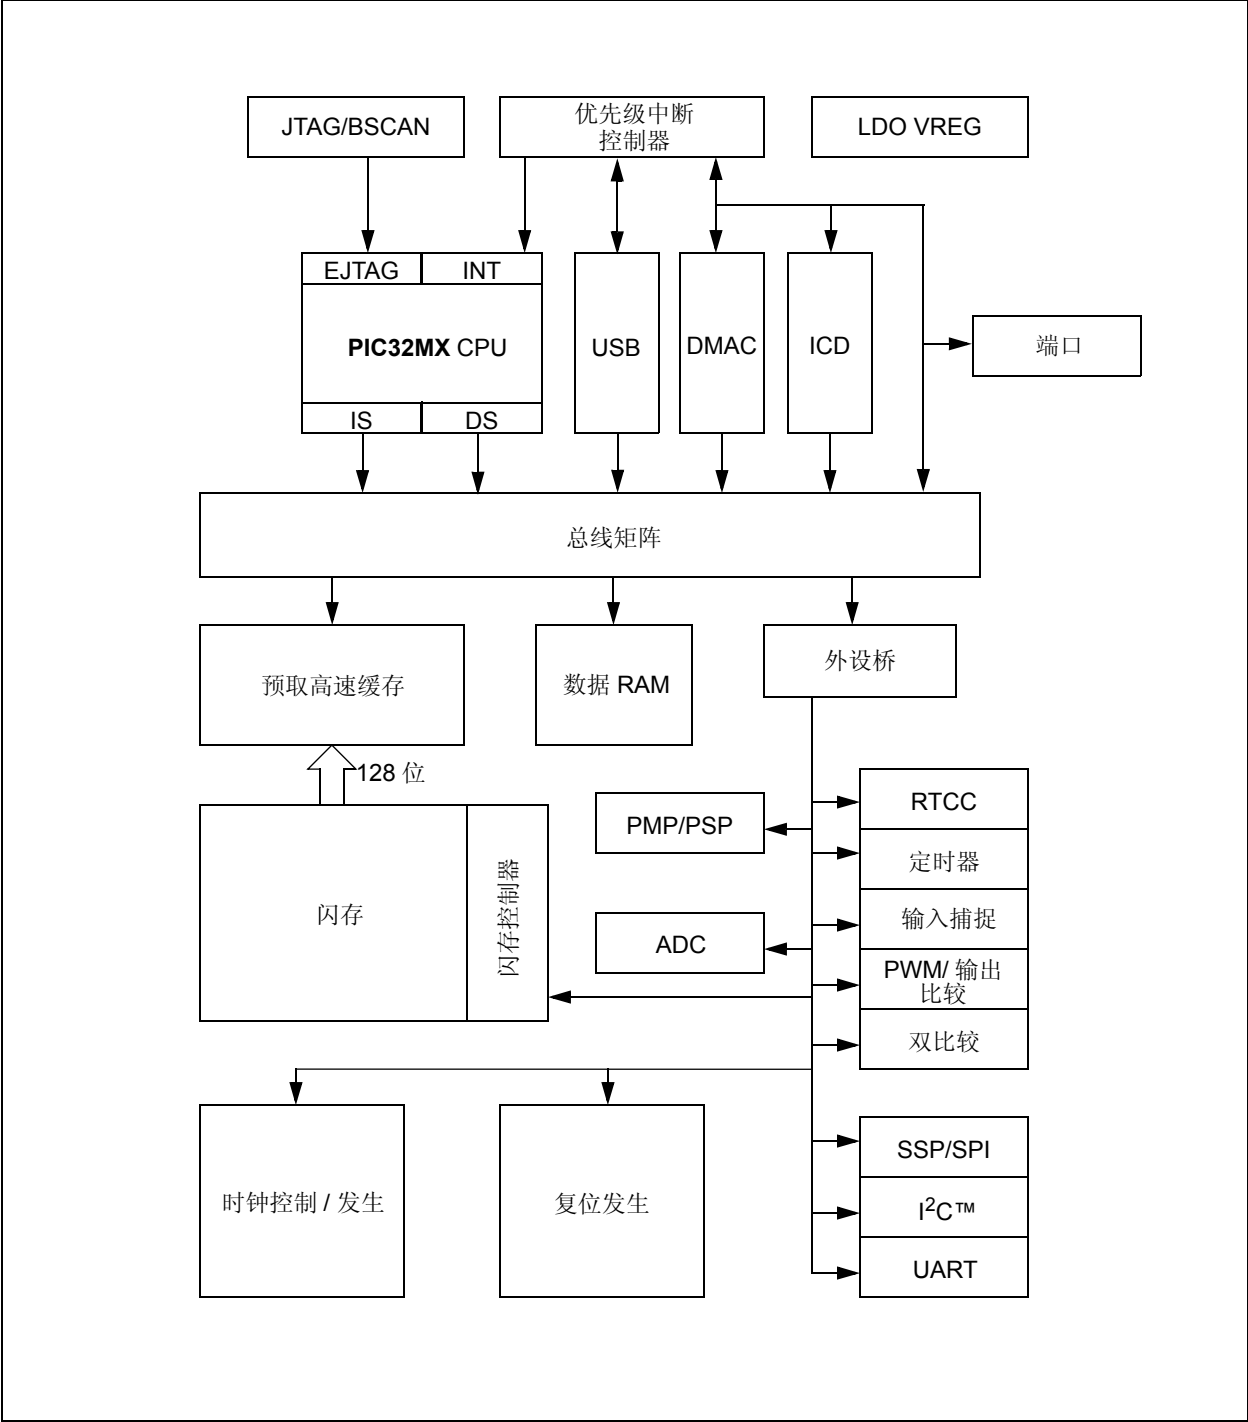 JTAG/BSCAN
优先级中断
控制器
LDO VREG
EJTAG
INT
PIC32MX CPU
IS
DS
USB
DMAC
ICD
端口
总线矩阵
预取高速缓存
数据 RAM
外设桥
128 位
闪存
闪存控制器
PMP/PSP
ADC
RTCC
定时器
输入捕捉
PWM/ 输出
比较
双比较
时钟控制 / 发生
复位发生
SSP/SPI
I²C™
UART